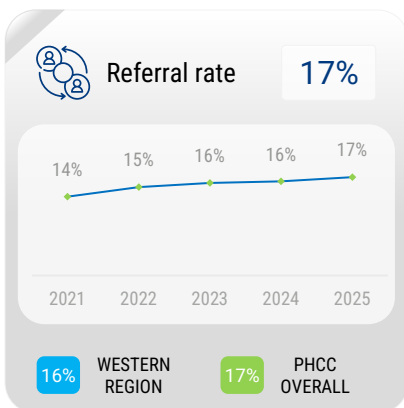 Referral rate 17%
14% 15% 16% 16% 17%
2021 2022 2023 2024 2025
16% WESTERN REGION
17% PHCC OVERALL